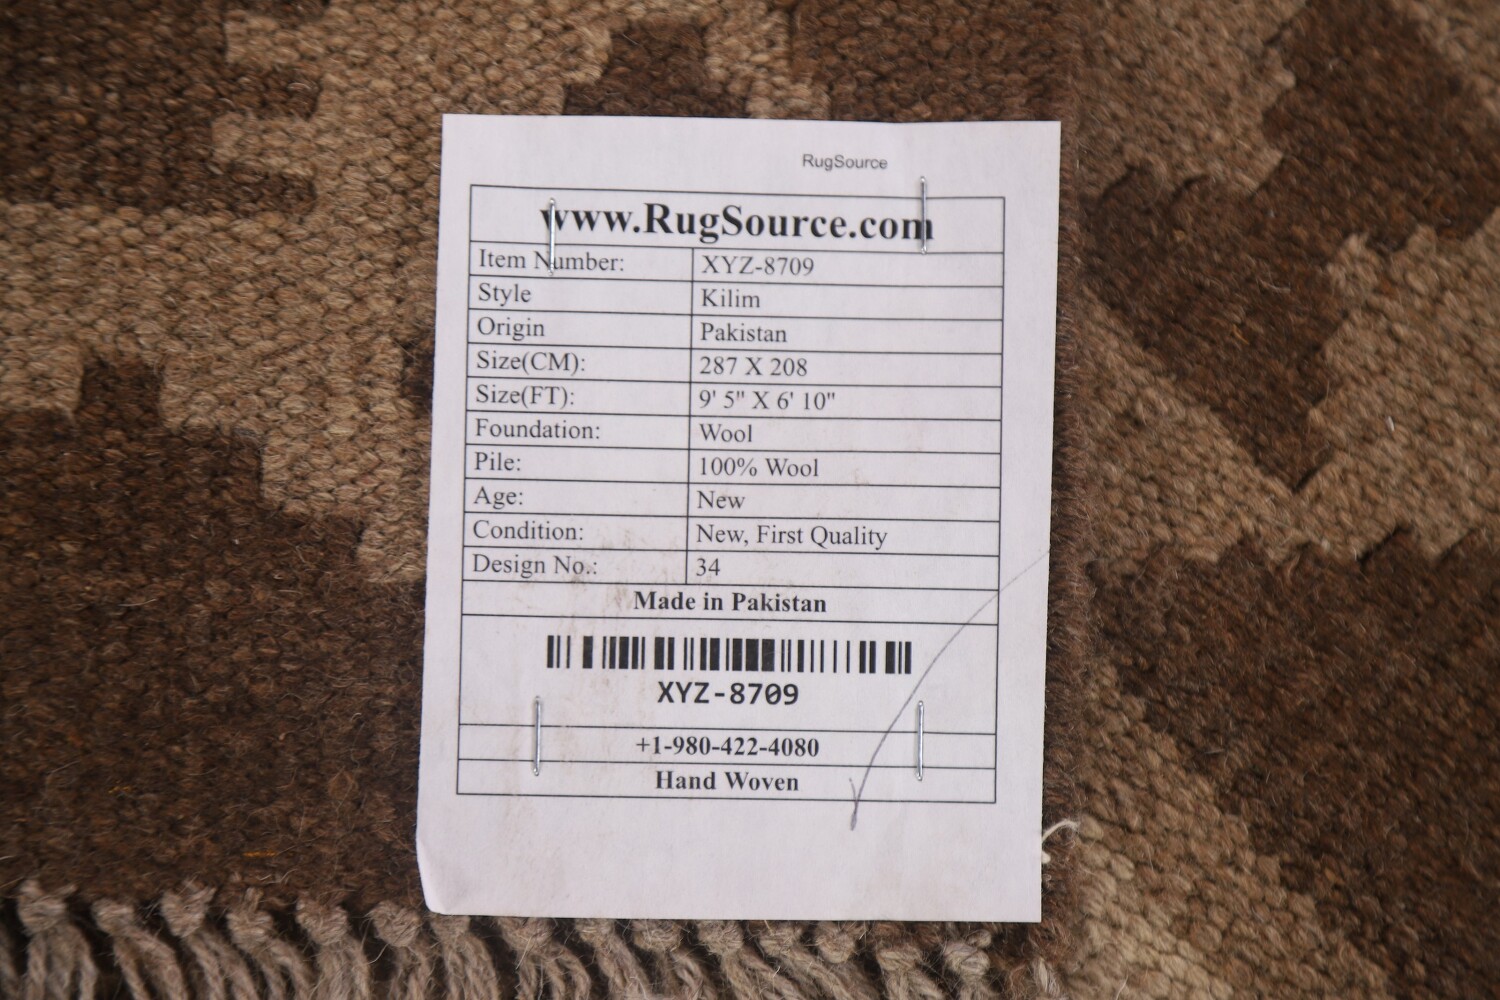 RugSource
www.RugSource.com
Item Number: XYZ-8709
Style Kilim
Origin Pakistan
Size(CM): 287 X 208
Size(FT): 9' 5" X 6' 10"
Foundation: Wool
Pile: 100% Wool
Age: New
Condition: New, First Quality
Design No.: 34
Made in Pakistan
XYZ-8709
+1-980-422-4080
Hand Woven